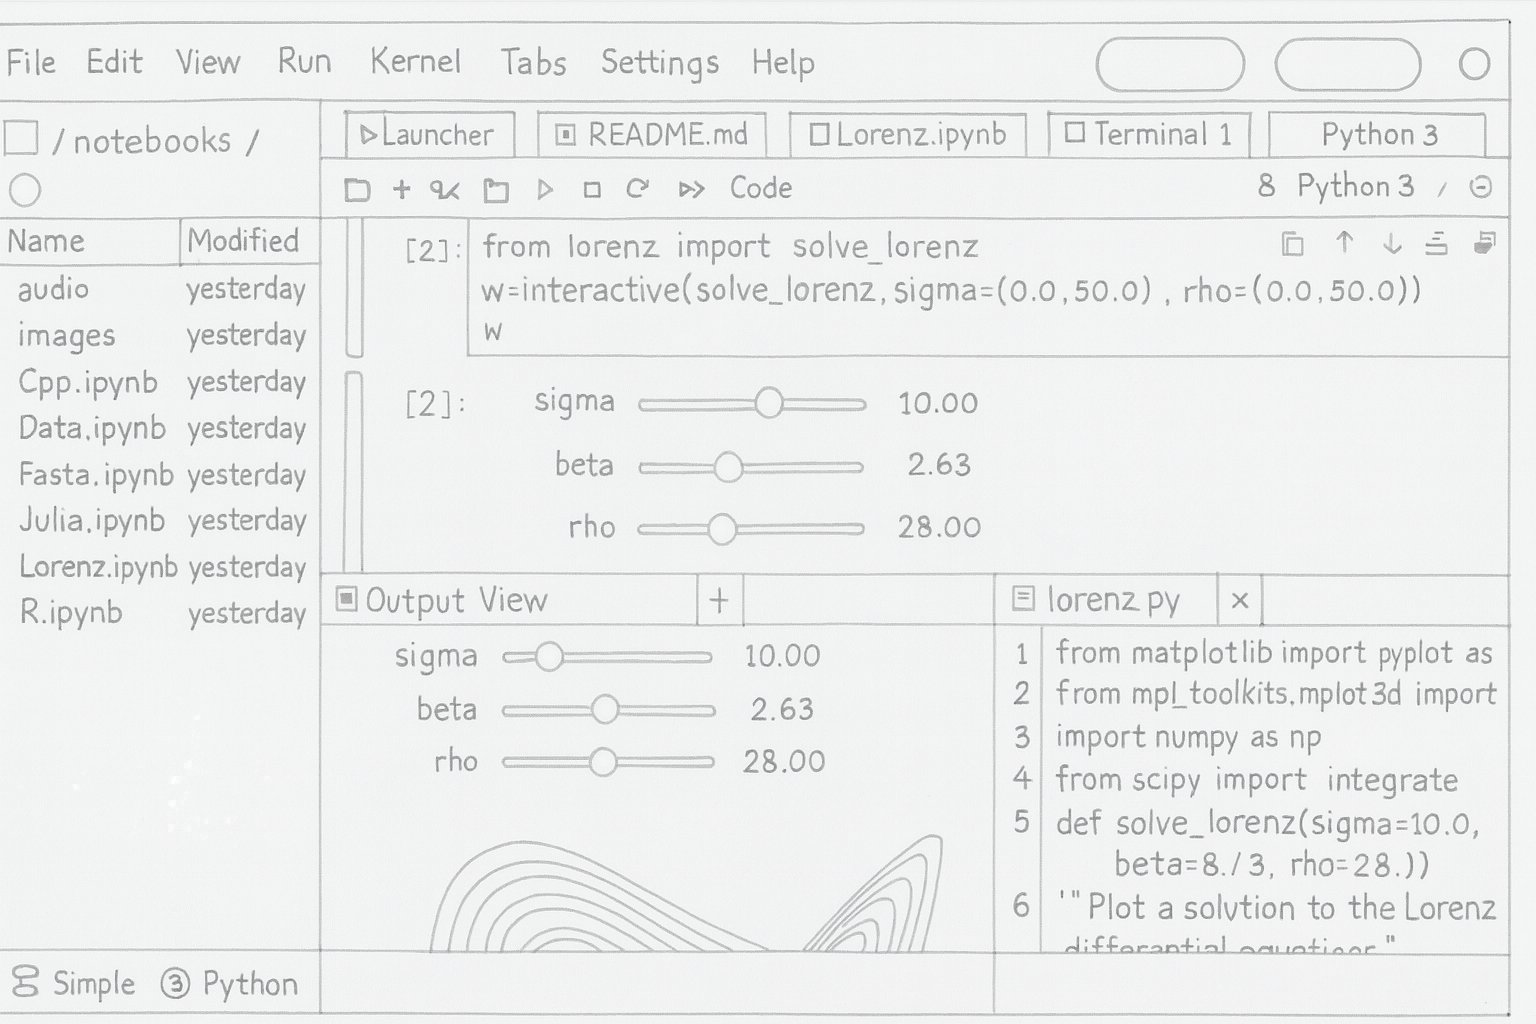 File Edit View Run Kernel Tabs Settings Help
/ notebooks /
Launcher README.md Lorenz.ipynb Terminal 1 Python 3
Code 8 Python 3 /
Name Modified
audio yesterday
images yesterday
Cpp.ipynb yesterday
Data.ipynb yesterday
Fasta.ipynb yesterday
Julia.ipynb yesterday
Lorenz.ipynb yesterday
R.ipynb yesterday
[2]: from lorenz import solve_lorenz
w=interactive(solve_lorenz,sigma=(0.0,50.0) , rho=(0.0,50.0))
w
[2]: sigma 10.00
beta 2.63
rho 28.00
Output View +
sigma 10.00
beta 2.63
rho 28.00
lorenz py ×
1 from matplotlib import pyplot as
2 from mpl_toolkits.mplot3d import
3 import numpy as np
4 from scipy import integrate
5 def solve_lorenz(sigma=10.0,
beta=8./3, rho=28.))
6 '"Plot a solvtion to the Lorenz
Simple 3 Python